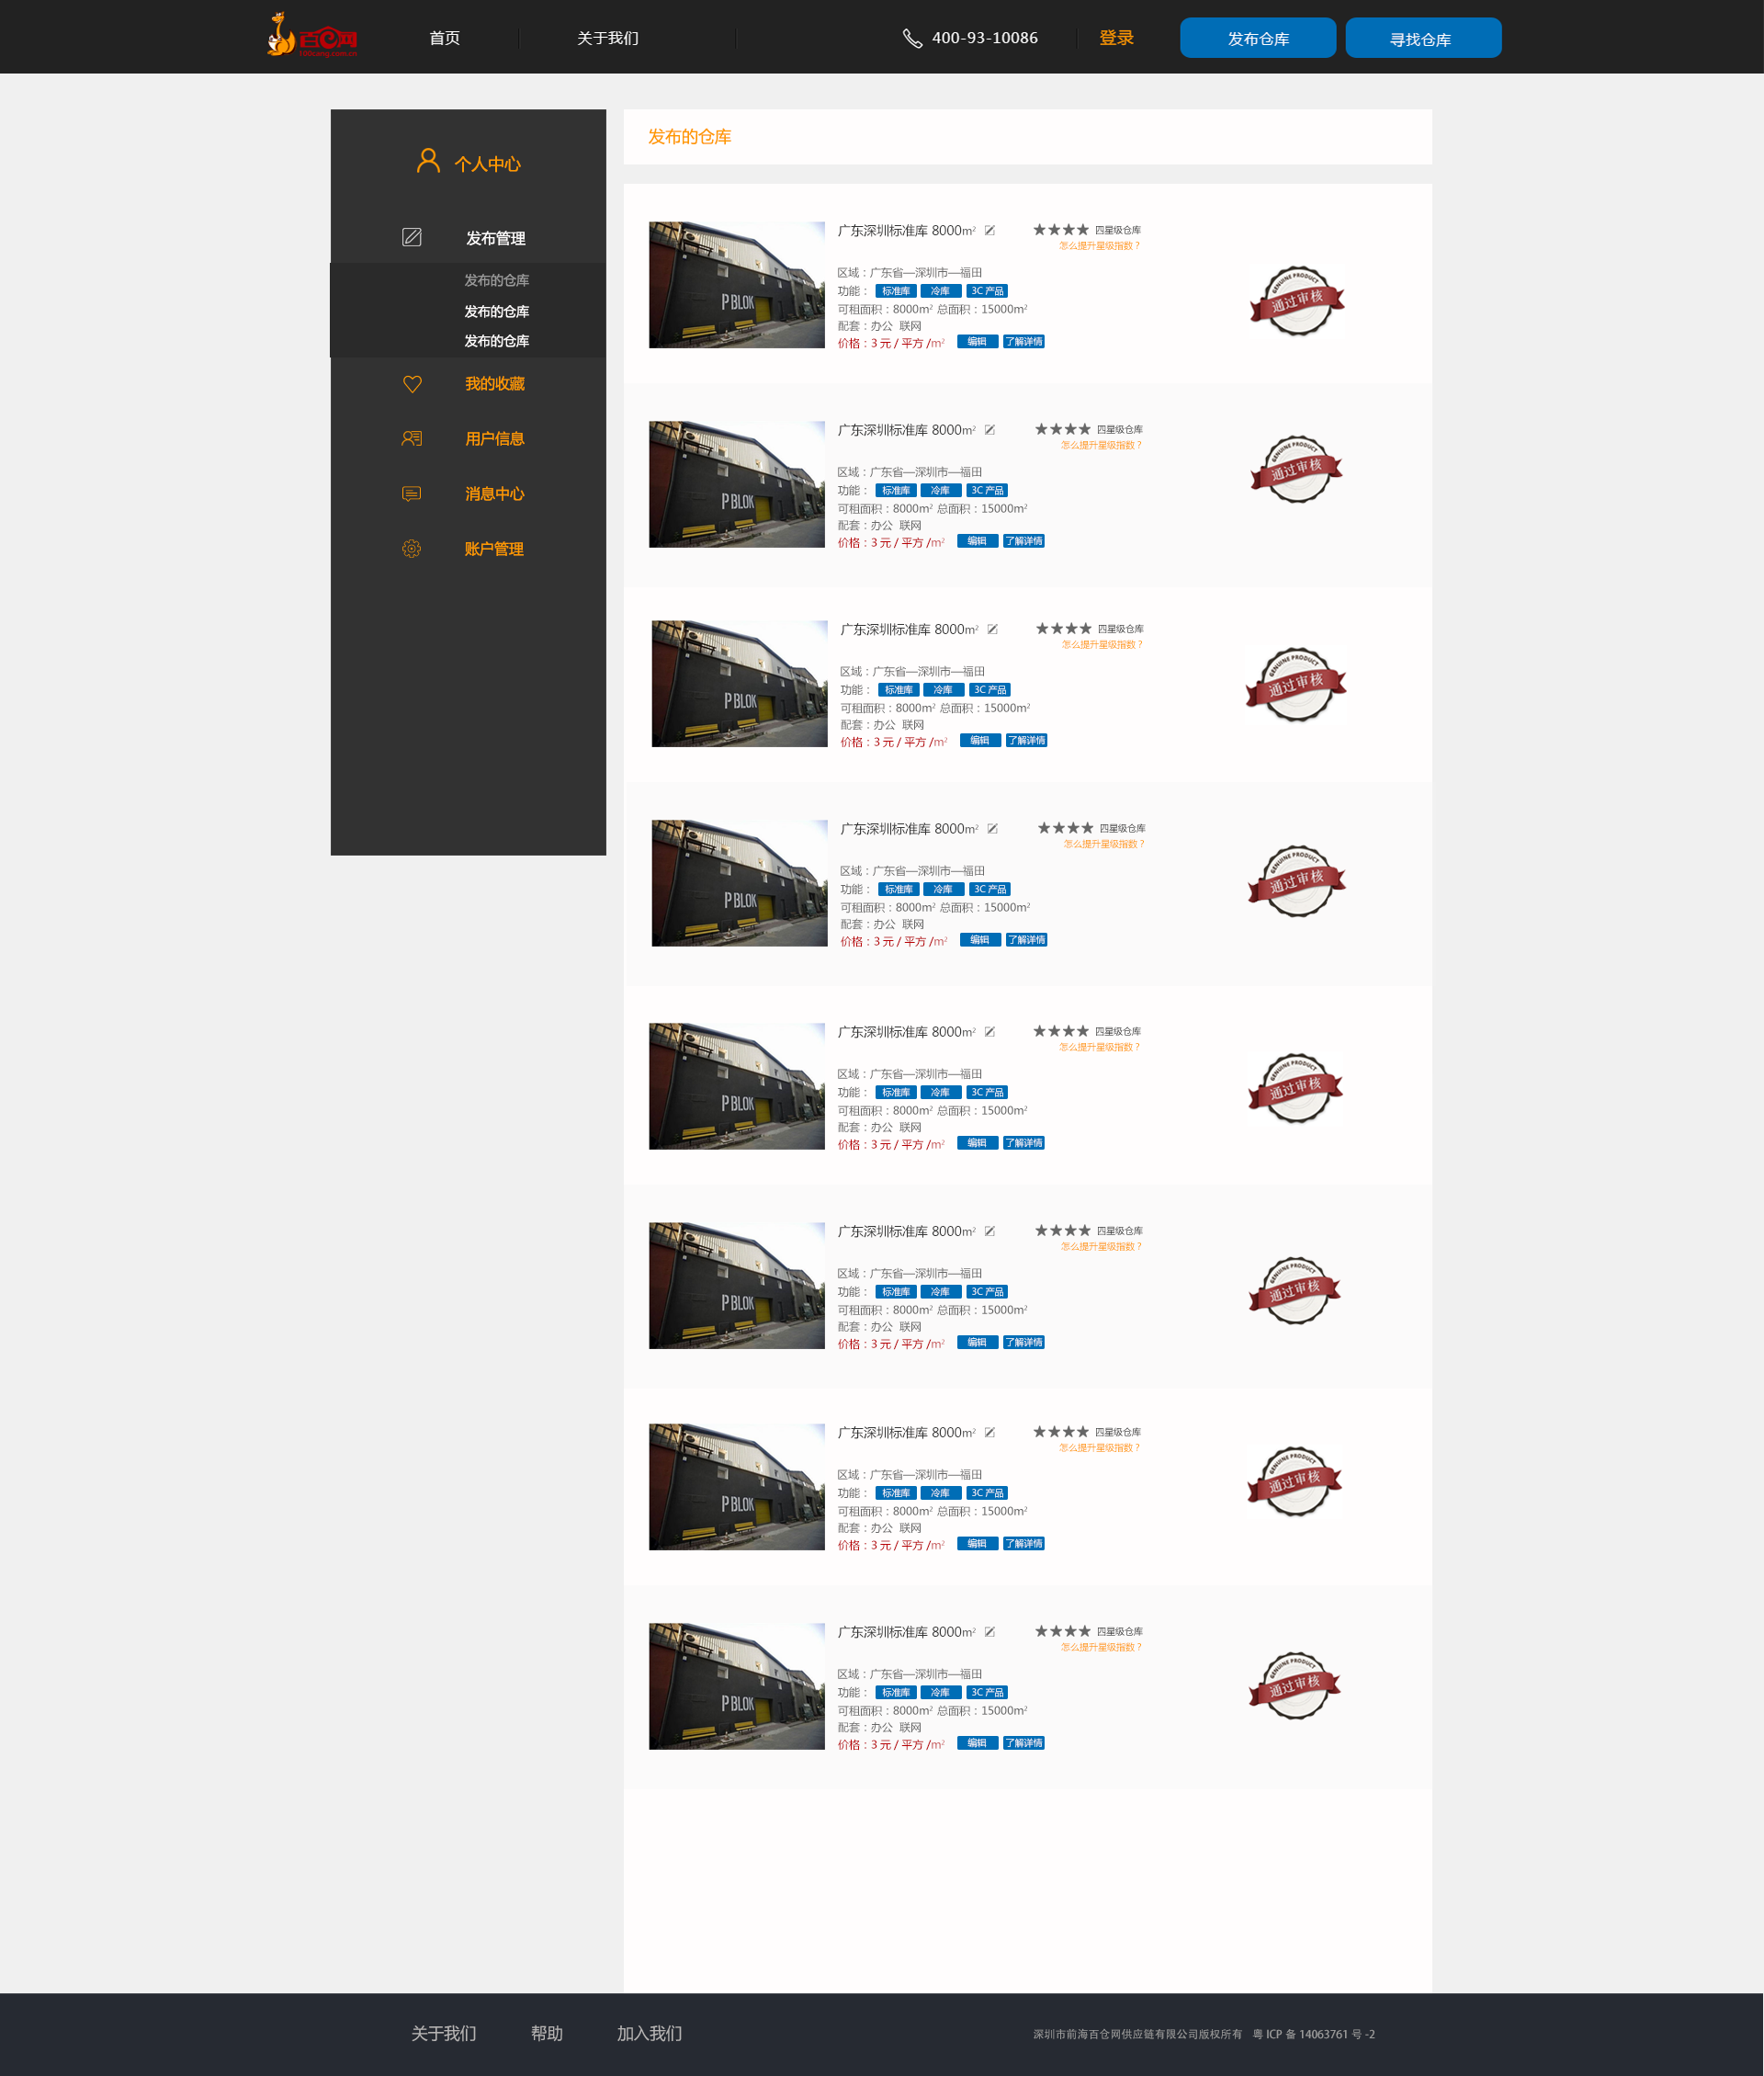 百e网
100cang.com.cn
首页
关于我们
400-93-10086
登录
发布仓库
寻找仓库
个人中心
发布管理
发布的仓库
发布的仓库
发布的仓库
我的收藏
用户信息
消息中心
账户管理
发布的仓库
PBLOK
广东深圳标准库 8000m²
★★★★ 四星级仓库
怎么提升星级指数？
区域：广东省—深圳市—福田
功能： 标准库 冷库 3C 产品
可租面积：8000m² 总面积：15000m²
配套：办公 联网
价格：3 元 / 平方 /m² 编辑 了解详情
GENUINE PRODUCT
通过审核
PBLOK
广东深圳标准库 8000m²
★★★★ 四星级仓库
怎么提升星级指数？
区域：广东省—深圳市—福田
功能： 标准库 冷库 3C 产品
可租面积：8000m² 总面积：15000m²
配套：办公 联网
价格：3 元 / 平方 /m² 编辑 了解详情
GENUINE PRODUCT
通过审核
PBLOK
广东深圳标准库 8000m²
★★★★ 四星级仓库
怎么提升星级指数？
区域：广东省—深圳市—福田
功能： 标准库 冷库 3C 产品
可租面积：8000m² 总面积：15000m²
配套：办公 联网
价格：3 元 / 平方 /m² 编辑 了解详情
GENUINE PRODUCT
通过审核
PBLOK
广东深圳标准库 8000m²
★★★★ 四星级仓库
怎么提升星级指数？
区域：广东省—深圳市—福田
功能： 标准库 冷库 3C 产品
可租面积：8000m² 总面积：15000m²
配套：办公 联网
价格：3 元 / 平方 /m² 编辑 了解详情
GENUINE PRODUCT
通过审核
PBLOK
广东深圳标准库 8000m²
★★★★ 四星级仓库
怎么提升星级指数？
区域：广东省—深圳市—福田
功能： 标准库 冷库 3C 产品
可租面积：8000m² 总面积：15000m²
配套：办公 联网
价格：3 元 / 平方 /m² 编辑 了解详情
GENUINE PRODUCT
通过审核
PBLOK
广东深圳标准库 8000m²
★★★★ 四星级仓库
怎么提升星级指数？
区域：广东省—深圳市—福田
功能： 标准库 冷库 3C 产品
可租面积：8000m² 总面积：15000m²
配套：办公 联网
价格：3 元 / 平方 /m² 编辑 了解详情
GENUINE PRODUCT
通过审核
PBLOK
广东深圳标准库 8000m²
★★★★ 四星级仓库
怎么提升星级指数？
区域：广东省—深圳市—福田
功能： 标准库 冷库 3C 产品
可租面积：8000m² 总面积：15000m²
配套：办公 联网
价格：3 元 / 平方 /m² 编辑 了解详情
GENUINE PRODUCT
通过审核
PBLOK
广东深圳标准库 8000m²
★★★★ 四星级仓库
怎么提升星级指数？
区域：广东省—深圳市—福田
功能： 标准库 冷库 3C 产品
可租面积：8000m² 总面积：15000m²
配套：办公 联网
价格：3 元 / 平方 /m² 编辑 了解详情
GENUINE PRODUCT
通过审核
关于我们
帮助
加入我们
深圳市前海百仓网供应链有限公司版权所有 粤 ICP 备 14063761 号 -2